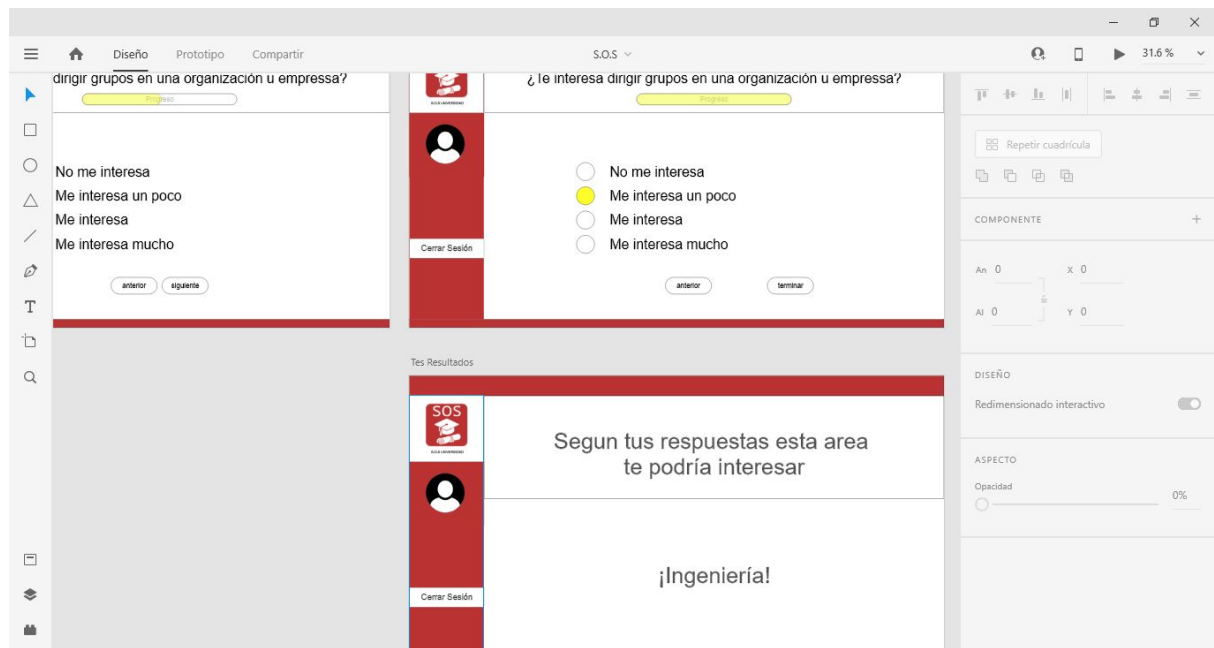 Diseño
Prototipo
Compartir
S.O.S
31.6 %
dirigir grupos en una organización u empressa?
Progreso
No me interesa
Me interesa un poco
Me interesa
Me interesa mucho
anterior
siguiente
¿Te interesa dirigir grupos en una organización u empressa?
Progreso
Cerrar Sesión
No me interesa
Me interesa un poco
Me interesa
Me interesa mucho
anterior
terminar
Tes Resultados
SOS
Segun tus respuestas esta area
te podría interesar
¡Ingeniería!
Cerrar Sesión
Repetir cuadrícula
COMPONENTE
An 0
X 0
Al 0
Y 0
DISEÑO
Redimensionado interactivo
ASPECTO
Opacidad
0%